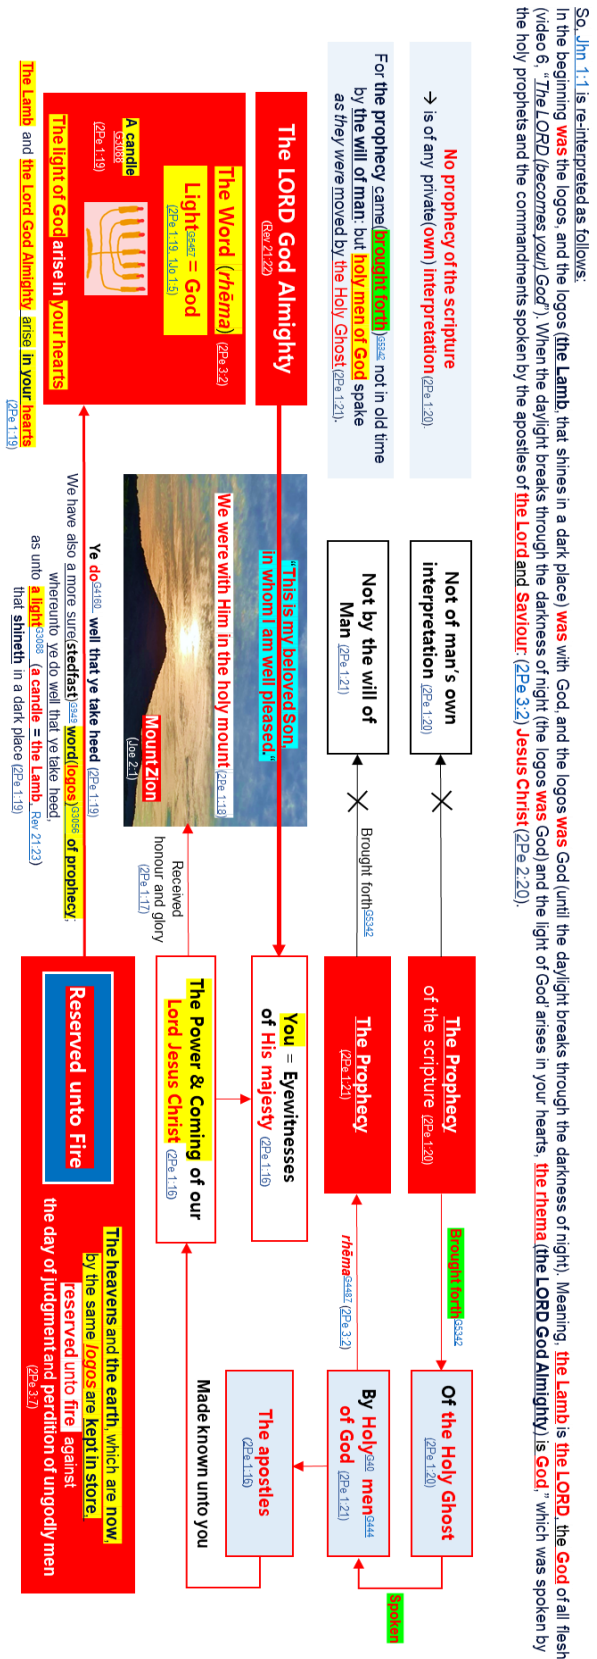 So, Jhn 1:1 is re-interpreted as follows:
In the beginning was the logos, and the logos (the Lamb, that shines in a dark place) was with God, and the logos was God (until the daylight breaks through the darkness of night). Meaning, the Lamb is the LORD, the God of all flesh
(video 6, “The LORD (becomes your) God”). When the daylight breaks through the darkness of night (the logos was God) and the light of God’ arises in your hearts, the rhema (the LORD God Almighty) is God,” which was spoken by
the holy prophets and the commandments spoken by the apostles of the Lord and Saviour: (2Pe 3:2) Jesus Christ (2Pe 2:20).
No prophecy of the scripture
→ is of any private(own) interpretation (2Pe 1:20).
Not of man’s own
interpretation (2Pe 1:20)
The Prophecy
of the scripture (2Pe 1:20)
Brought forth G5342
Of the Holy Ghost
(2Pe 1:20)
Spoken
For the prophecy came(brought forth)G5342 not in old time
by the will of man: but holy men of God spake
as they were moved by the Holy Ghost (2Pe 1:21).
Not by the will of
Man (2Pe 1:21)
Brought forthG5342
The Prophecy
(2Pe 1:21)
rhēmaG4487 (2Pe 3:2)
By HolyG40 menG444
of God (2Pe 1:21)
The LORD God Almighty
(Rev 21:22)
“This is my beloved Son,
in whom I am well pleased.“
You = Eyewitnesses
of His majesty (2Pe 1:16)
The apostles
(2Pe 1:16)
The Word (rhēma) (2Pe 3:2)
LightG5457 = God
(2Pe 1:19, 1Jo 1:5)
A candle
G3088
(2Pe 1:19)
The light of God arise in your hearts
We were with Him in the holy mount (2Pe 1:18)
Mount Zion
(Joe 2:1)
Received
honour and glory
(2Pe 1:17)
The Power & Coming of our
Lord Jesus Christ (2Pe 1:16)
Made known unto you
The Lamb and the Lord God Almighty arise in your hearts
(2Pe 1:19)
Ye doG4160 well that ye take heed (2Pe 1:19)
We have also a more sure(stedfast)G949 word(logos)G3056 of prophecy;
whereunto ye do well that ye take heed,
as unto a lightG3088 (a candle = the Lamb, Rev 21:23)
that shineth in a dark place (2Pe 1:19)
Reserved unto Fire
The heavens and the earth, which are now,
by the same logos are kept in store,
reserved unto fire against
the day of judgment and perdition of ungodly men
(2Pe 3:7)